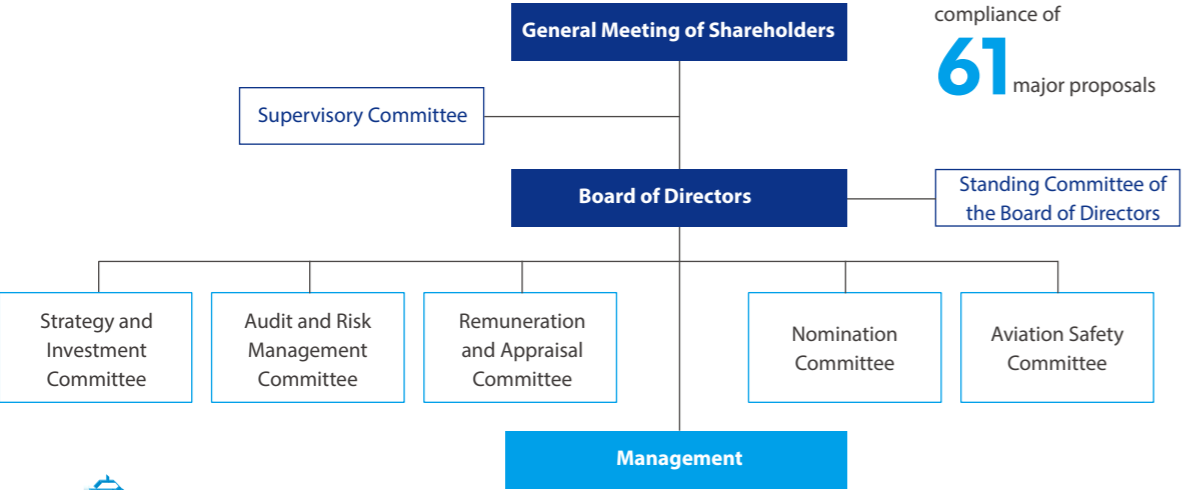 General Meeting of Shareholders
compliance of
61 major proposals
Supervisory Committee
Board of Directors
Standing Committee of
the Board of Directors
Strategy and
Investment
Committee
Audit and Risk
Management
Committee
Remuneration
and Appraisal
Committee
Nomination
Committee
Aviation Safety
Committee
Management